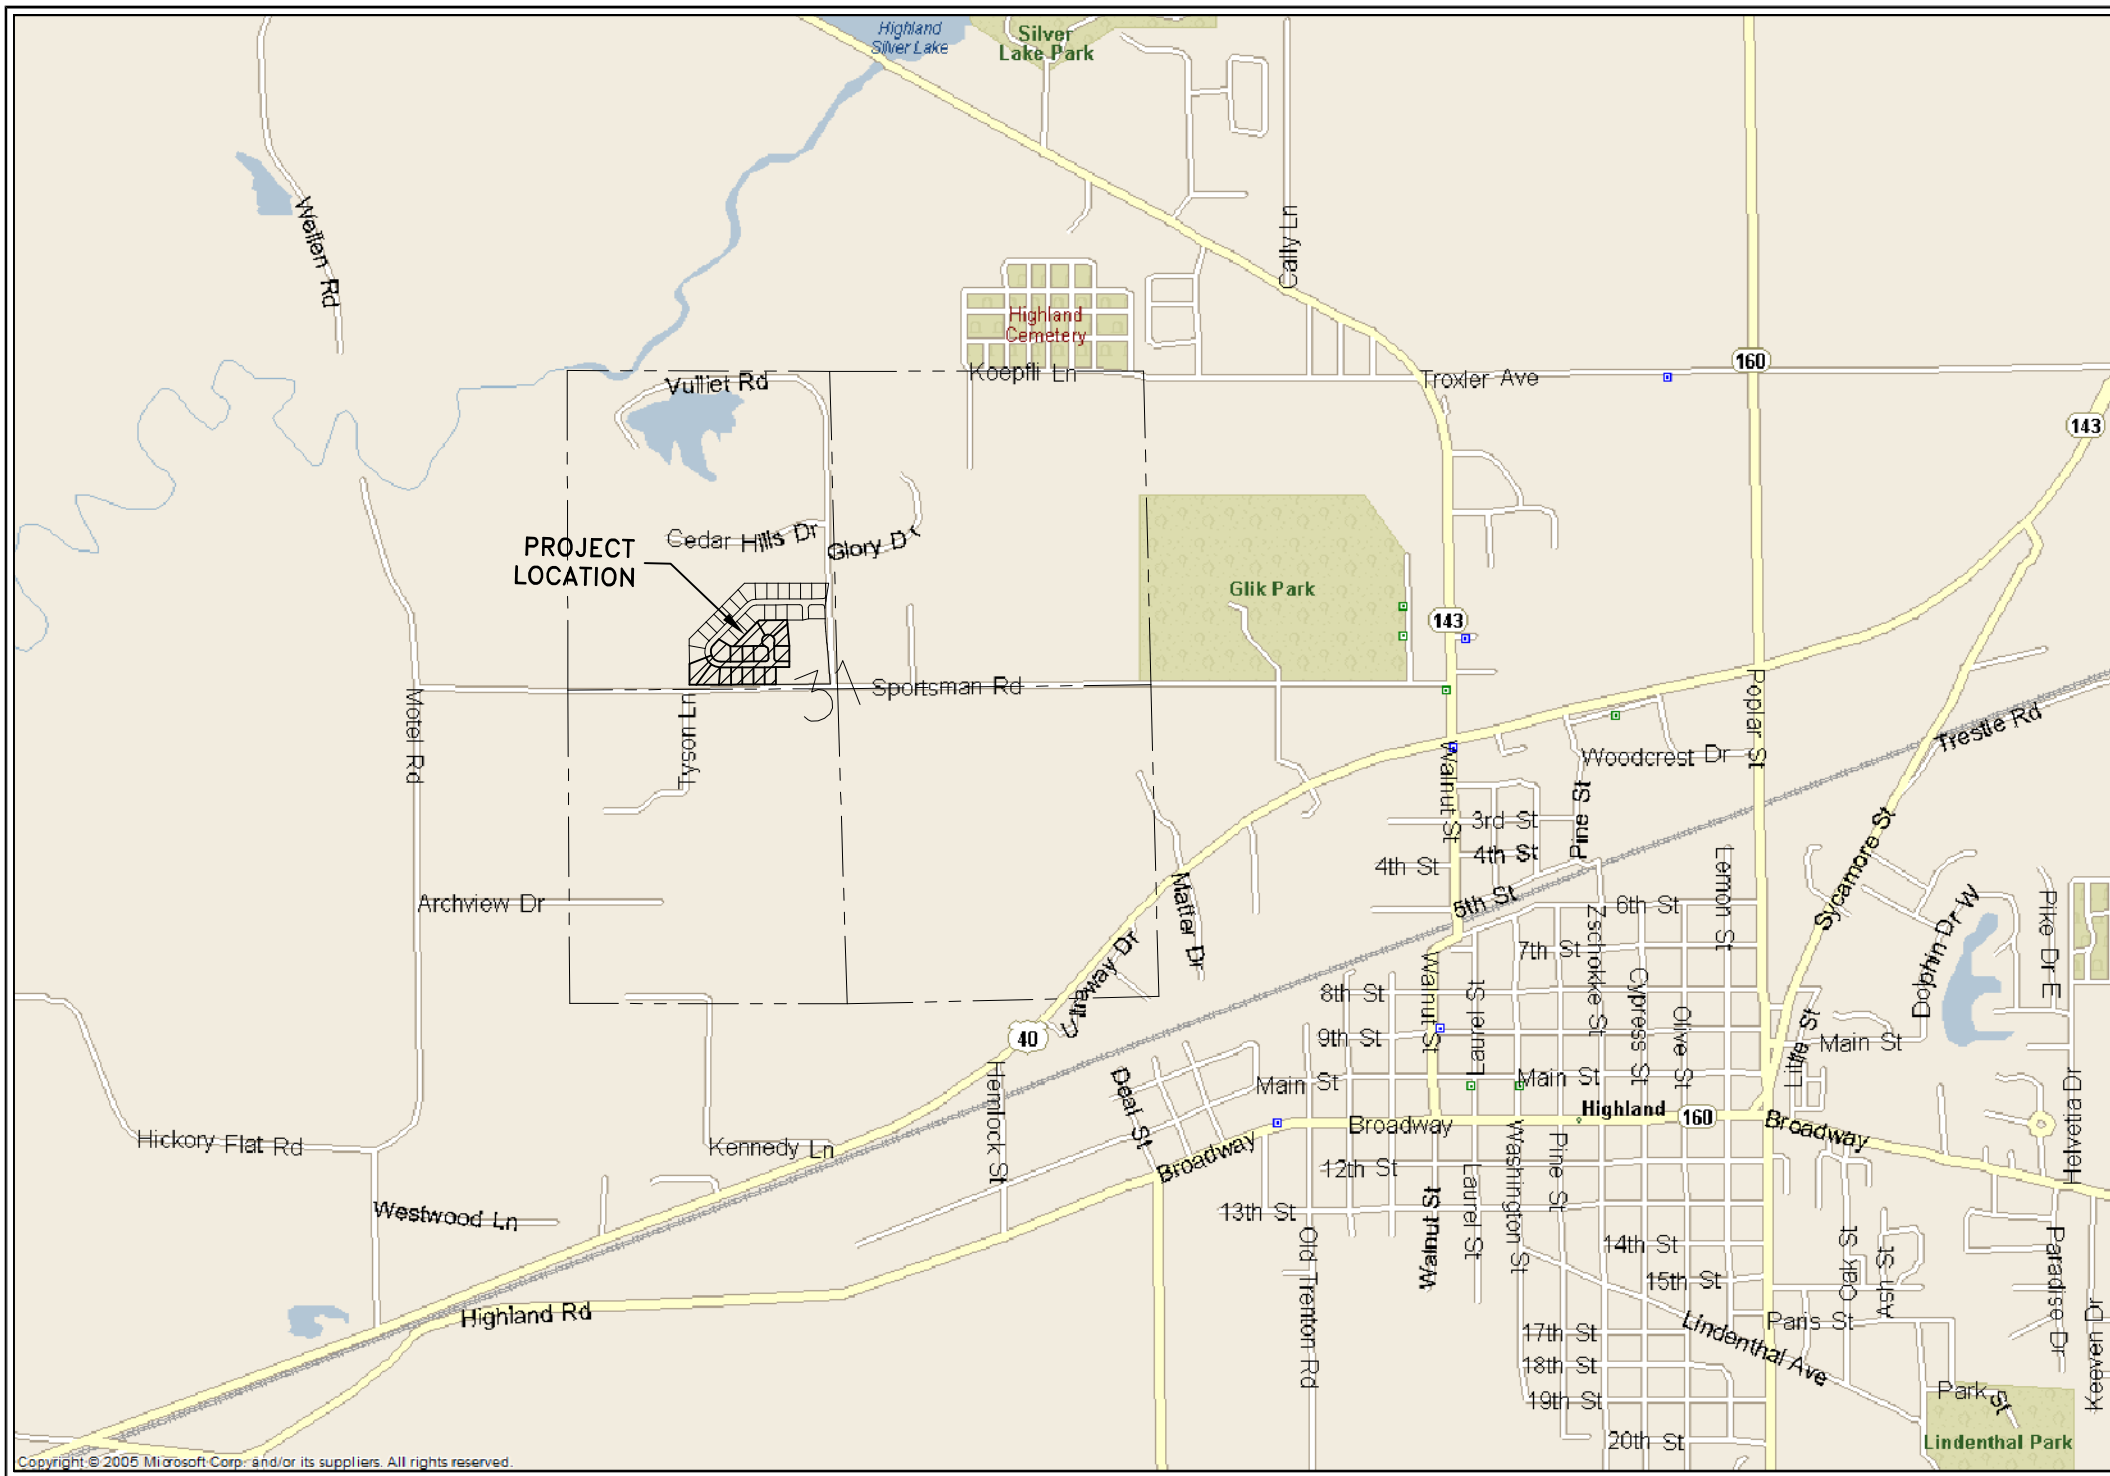 Highland
Silver Lake
Silver
Lake Park
Wellen Rd
Cally Ln
Highland
Cemetery
Koepfli Ln
Vulliet Rd
Troxler Ave
160
143
PROJECT
LOCATION
Cedar Hills Dr
Glory Dr
Glik Park
143
31
Sportsman Rd
Motel Rd
Tyson Ln
Poplar St
Trestle Rd
Walnut St
Woodcrest Dr
Pine St
3rd St
4th St
4th St
5th St
6th St
Lemon St
Sycamore St
Archview Dr
Matter Dr
Zschokke St
7th St
Dolphin Dr W
Pike Dr E
Walnut St
8th St
Laurel St
Cypress St
Olive St
9th St
Main St
40
Hemlock St
Deal St
Main St
Main St
Highland
160
Broadway
Broadway
Broadway
Helvetia Dr
Hickory Flat Rd
Kennedy Ln
12th St
Westwood Ln
13th St
Walnut St
Laurel St
Washington St
Pine St
14th St
15th St
Oak St
Ash St
Paradise Dr
Keeven Dr
Old Trenton Rd
Highland Rd
Paris St
Lindenthal Ave
17th St
18th St
19th St
20th St
Park St
Lindenthal Park
Copyright © 2005 Microsoft Corp. and/or its suppliers. All rights reserved.